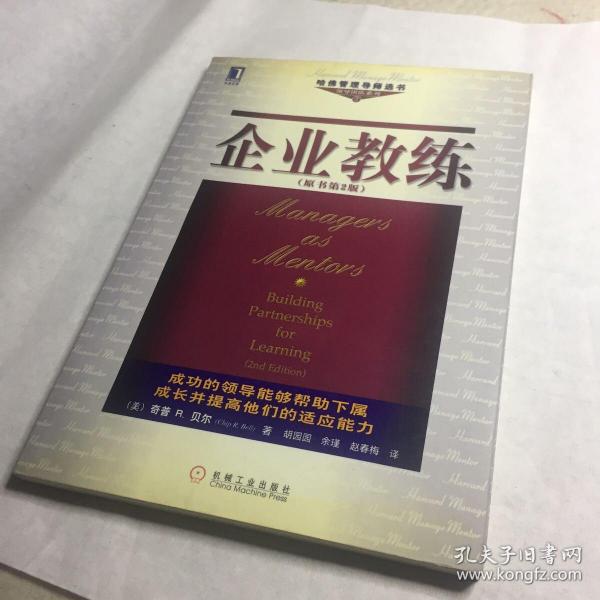 Harvard ManageMentor
哈佛管理导师选书
企业教练
(原书第2版)
Managers
as
Mentors
Building
Partnerships
for
Learning
(2nd Edition)
成功的领导能够帮助下属
成长并提高他们的适应能力
(美) 奇普 R. 贝尔 (Chip R. Bell) 著 胡园园 余瑾 赵春梅 译
机械工业出版社
China Machine Press
孔夫子旧书网
www.kongfz.com